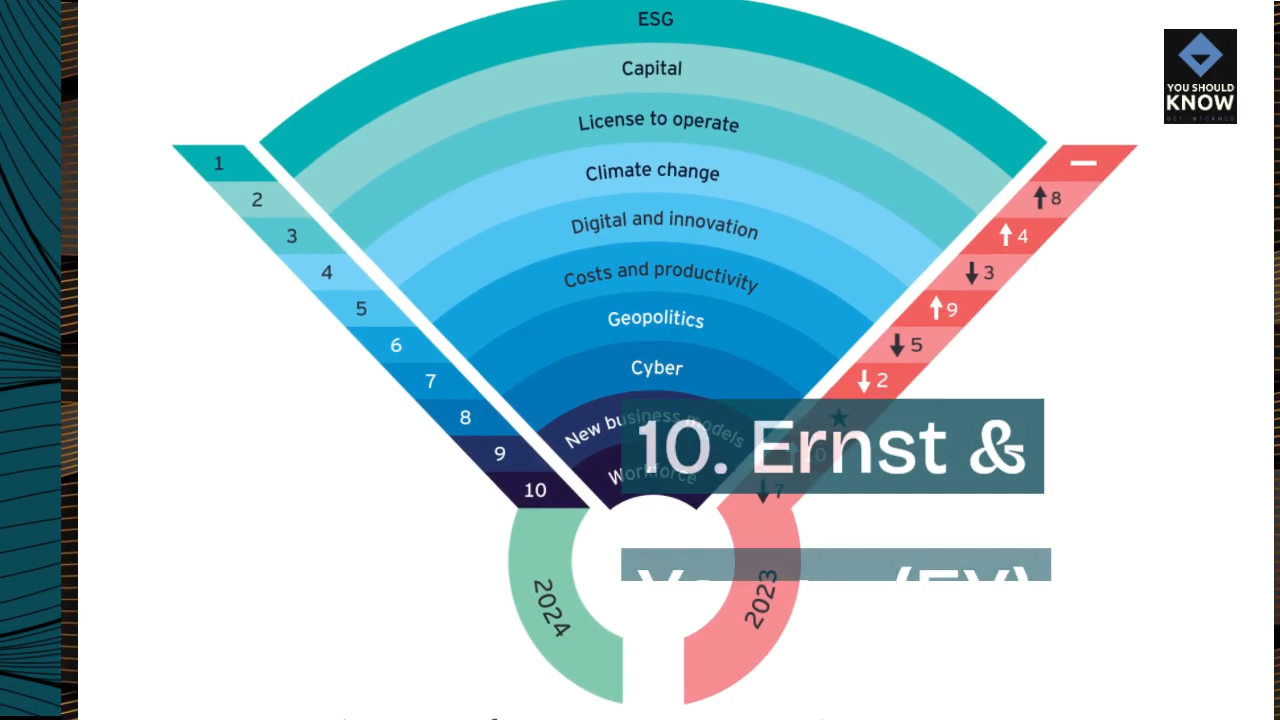 ESG
Capital
License to operate
Climate change
Digital and innovation
Costs and productivity
Geopolitics
Cyber
New business models
Workforce
1
2
3
4
5
6
7
8
9
10
8
4
3
9
5
2
7
2024
2023
10. Ernst &
(EY)
YOU SHOULD
KNOW